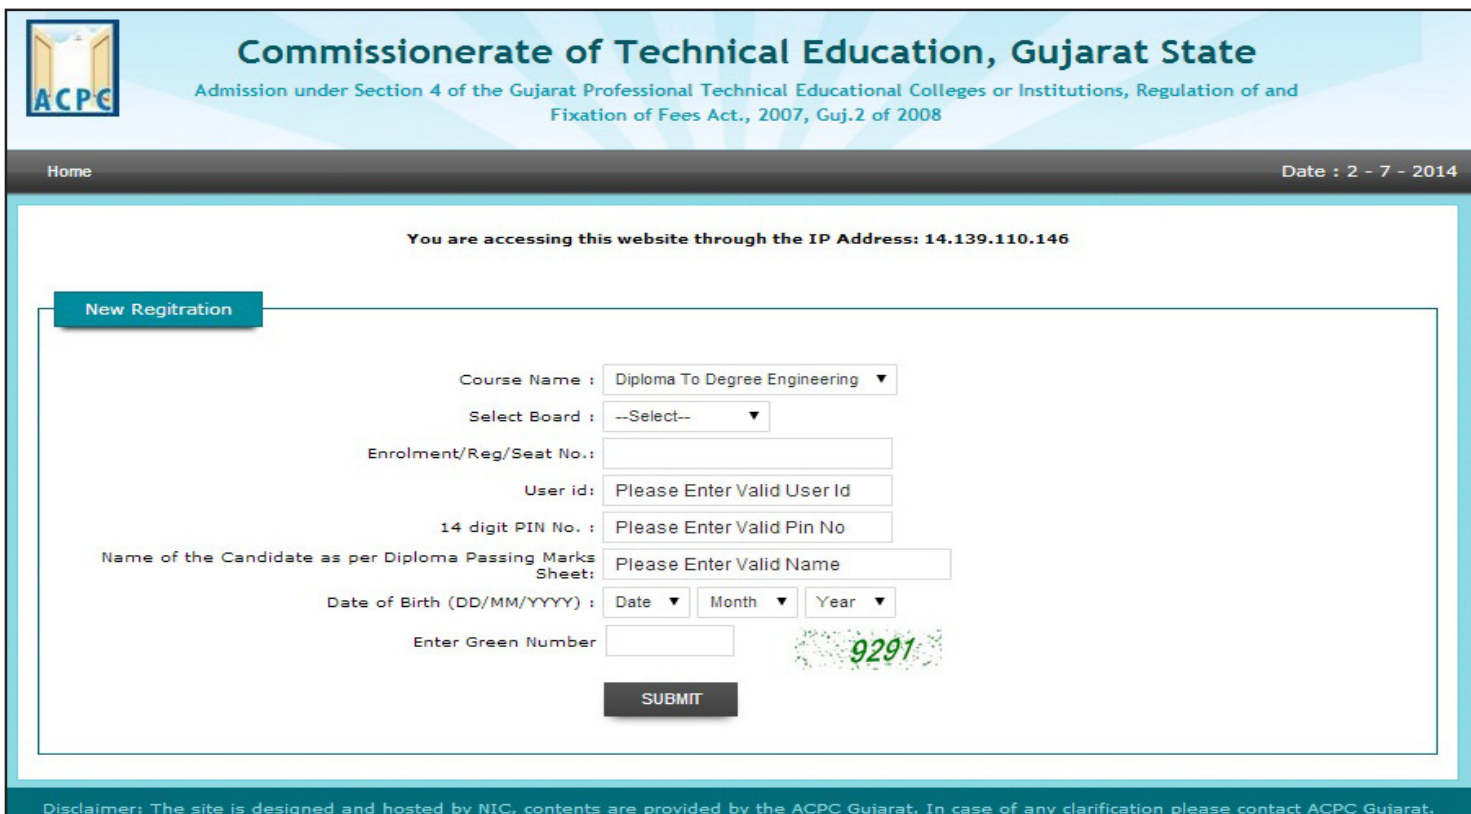 ACPC
Commissionerate of Technical Education, Gujarat State
Admission under Section 4 of the Gujarat Professional Technical Educational Colleges or Institutions, Regulation of and
Fixation of Fees Act., 2007, Guj.2 of 2008
Home
Date : 2 - 7 - 2014
You are accessing this website through the IP Address: 14.139.110.146
New Regitration
Course Name : Diploma To Degree Engineering
Select Board : --Select--
Enrolment/Reg/Seat No.:
User id: Please Enter Valid User Id
14 digit PIN No. : Please Enter Valid Pin No
Name of the Candidate as per Diploma Passing Marks
Sheet: Please Enter Valid Name
Date of Birth (DD/MM/YYYY) : Date Month Year
Enter Green Number 9291
SUBMIT
Disclaimer: The site is designed and hosted by NIC, contents are provided by the ACPC Gujarat. In case of any clarification please contact ACPC Gujarat.